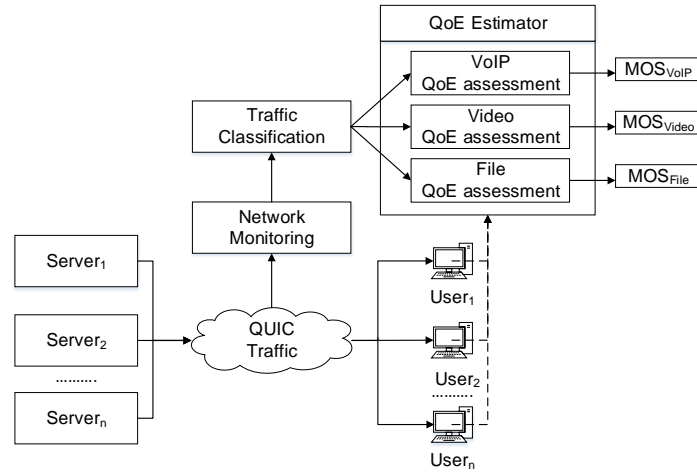 QoE Estimator
VoIP
QoE assessment
MOSVoIP
Traffic
Classification
Video
QoE assessment
MOSVideo
File
QoE assessment
MOSFile
Network
Monitoring
Server1
User1
QUIC
Traffic
Server2
User2
..........
..........
Servern
Usern